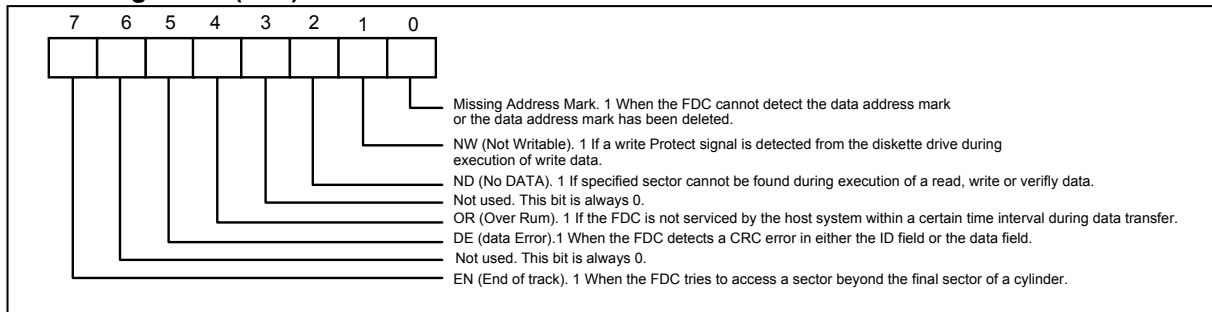 7 6 5 4 3 2 1 0
Missing Address Mark. 1 When the FDC cannot detect the data address mark
or the data address mark has been deleted.
NW (Not Writable). 1 If a write Protect signal is detected from the diskette drive during
execution of write data.
ND (No DATA). 1 If specified sector cannot be found during execution of a read, write or verifly data.
Not used. This bit is always 0.
OR (Over Rum). 1 If the FDC is not serviced by the host system within a certain time interval during data transfer.
DE (data Error).1 When the FDC detects a CRC error in either the ID field or the data field.
Not used. This bit is always 0.
EN (End of track). 1 When the FDC tries to access a sector beyond the final sector of a cylinder.